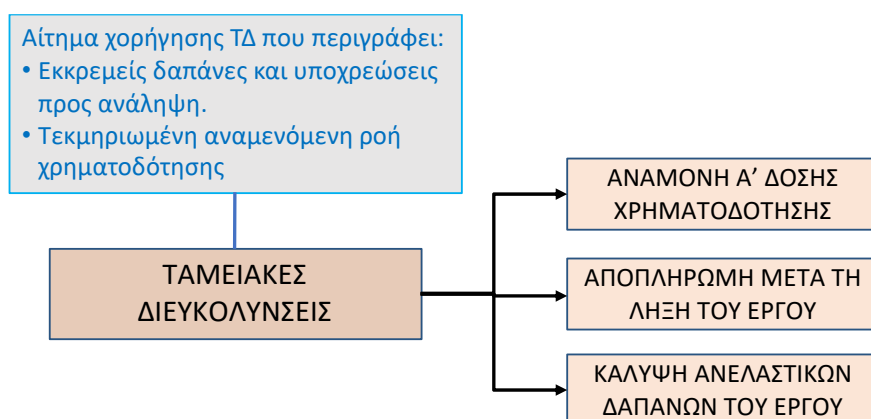 Αίτημα χορήγησης ΤΔ που περιγράφει:
• Εκκρεμείς δαπάνες και υποχρεώσεις
προς ανάληψη.
• Τεκμηριωμένη αναμενόμενη ροή
χρηματοδότησης
ΤΑΜΕΙΑΚΕΣ
ΔΙΕΥΚΟΛΥΝΣΕΙΣ
ΑΝΑΜΟΝΗ Α’ ΔΟΣΗΣ
ΧΡΗΜΑΤΟΔΟΤΗΣΗΣ
ΑΠΟΠΛΗΡΩΜΗ ΜΕΤΑ ΤΗ
ΛΗΞΗ ΤΟΥ ΕΡΓΟΥ
ΚΑΛΥΨΗ ΑΝΕΛΑΣΤΙΚΩΝ
ΔΑΠΑΝΩΝ ΤΟΥ ΕΡΓΟΥ